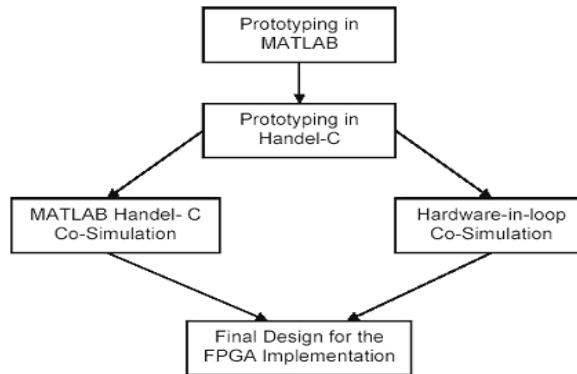 Prototyping in
MATLAB
Prototyping in
Handel-C
MATLAB Handel- C
Co-Simulation
Hardware-in-loop
Co-Simulation
Final Design for the
FPGA Implementation